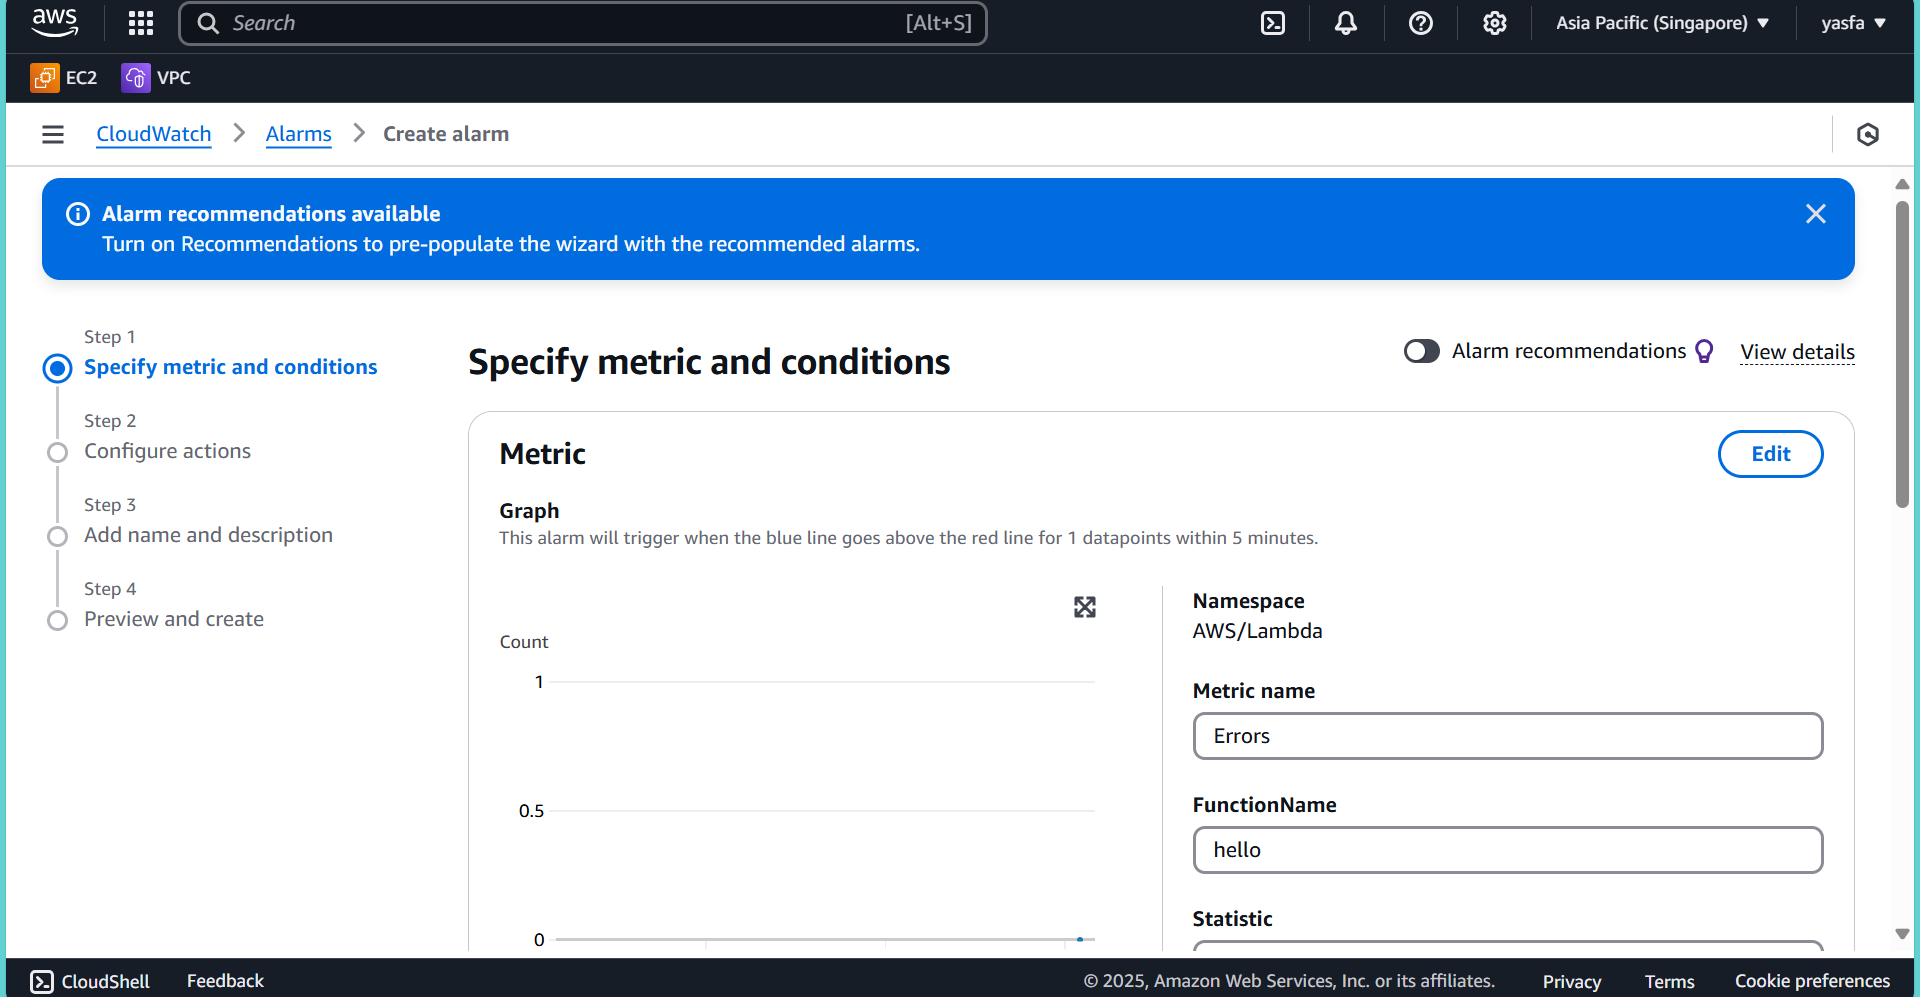 aws
Search
[Alt+S]
Asia Pacific (Singapore)
yasfa
EC2
VPC
CloudWatch
Alarms
Create alarm
Alarm recommendations available
Turn on Recommendations to pre-populate the wizard with the recommended alarms.
Step 1
Specify metric and conditions
Step 2
Configure actions
Step 3
Add name and description
Step 4
Preview and create
Specify metric and conditions
Alarm recommendations
View details
Metric
Edit
Graph
This alarm will trigger when the blue line goes above the red line for 1 datapoints within 5 minutes.
Count
1
0.5
0
Namespace
AWS/Lambda
Metric name
Errors
FunctionName
hello
Statistic
CloudShell
Feedback
© 2025, Amazon Web Services, Inc. or its affiliates.
Privacy
Terms
Cookie preferences